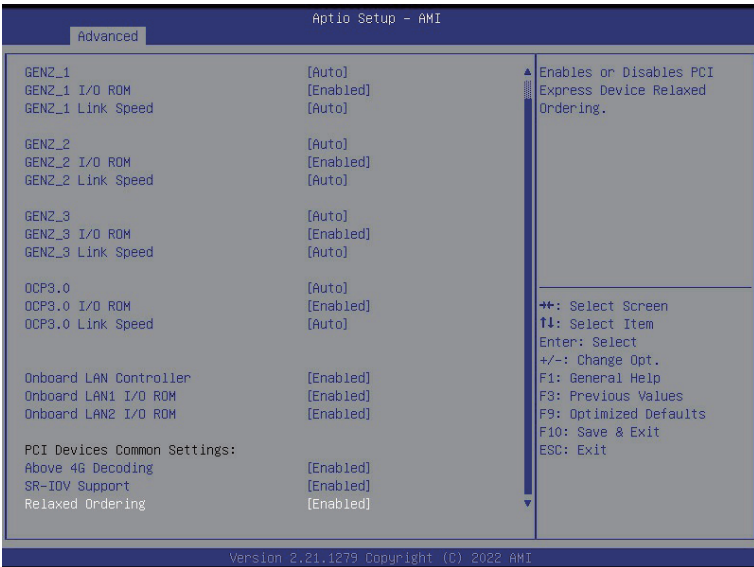 Aptio Setup – AMI
Advanced
GENZ_1 [Auto]
GENZ_1 I/O ROM [Enabled]
GENZ_1 Link Speed [Auto]
GENZ_2 [Auto]
GENZ_2 I/O ROM [Enabled]
GENZ_2 Link Speed [Auto]
GENZ_3 [Auto]
GENZ_3 I/O ROM [Enabled]
GENZ_3 Link Speed [Auto]
OCP3.0 [Auto]
OCP3.0 I/O ROM [Enabled]
OCP3.0 Link Speed [Auto]
Onboard LAN Controller [Enabled]
Onboard LAN1 I/O ROM [Enabled]
Onboard LAN2 I/O ROM [Enabled]
PCI Devices Common Settings:
Above 4G Decoding [Enabled]
SR-IOV Support [Enabled]
Relaxed Ordering [Enabled]
Enables or Disables PCI
Express Device Relaxed
Ordering.
→←: Select Screen
↑↓: Select Item
Enter: Select
+/-: Change Opt.
F1: General Help
F3: Previous Values
F9: Optimized Defaults
F10: Save & Exit
ESC: Exit
Version 2.21.1279 Copyright (C) 2022 AMI